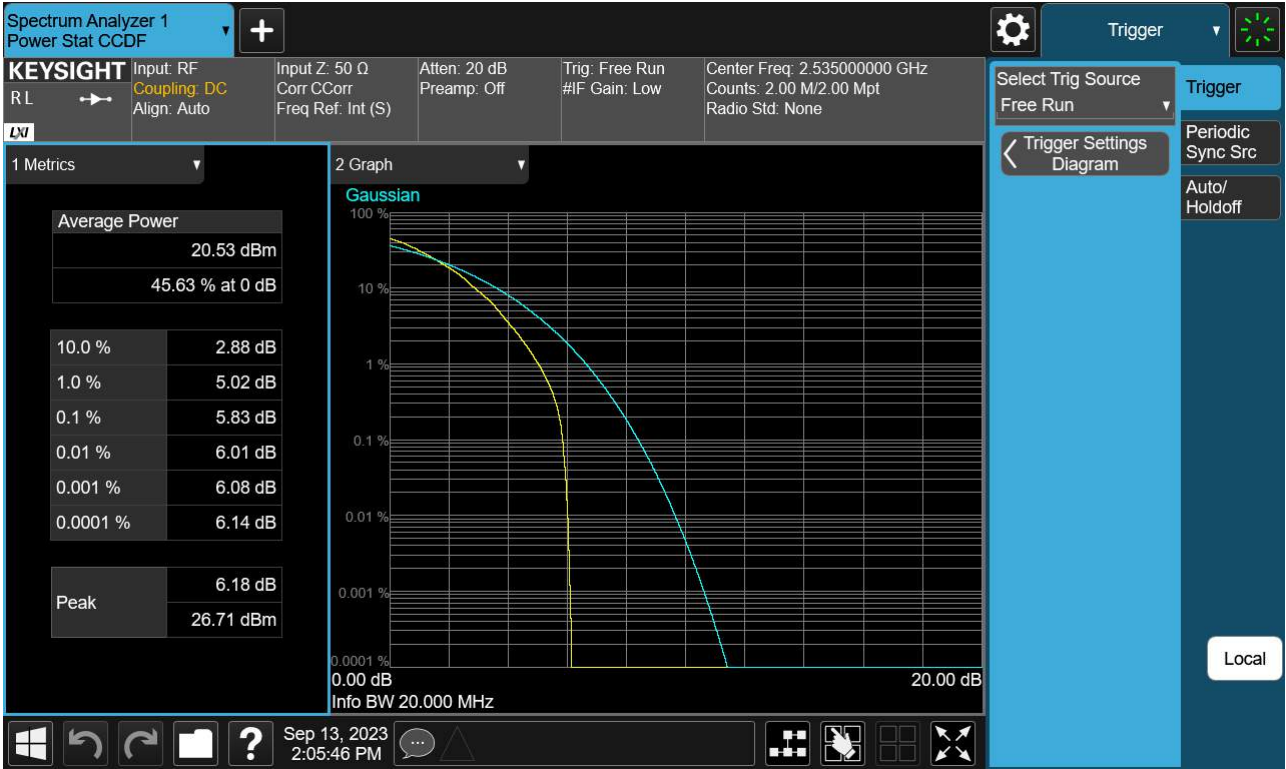 Spectrum Analyzer 1
Power Stat CCDF
Trigger
KEYSIGHT
RL
LXI
Input: RF
Coupling: DC
Align: Auto
Input Z: 50 Ω
Corr CCorr
Freq Ref: Int (S)
Atten: 20 dB
Preamp: Off
Trig: Free Run
#IF Gain: Low
Center Freq: 2.535000000 GHz
Counts: 2.00 M/2.00 Mpt
Radio Std: None
Select Trig Source
Free Run
Trigger Settings
Diagram
Trigger
Periodic
Sync Src
Auto/
Holdoff
1 Metrics
Average Power
20.53 dBm
45.63 % at 0 dB
10.0 % 2.88 dB
1.0 % 5.02 dB
0.1 % 5.83 dB
0.01 % 6.01 dB
0.001 % 6.08 dB
0.0001 % 6.14 dB
Peak 6.18 dB
26.71 dBm
2 Graph
Gaussian
100 %
10 %
1 %
0.1 %
0.01 %
0.001 %
0.0001 %
0.00 dB 20.00 dB
Info BW 20.000 MHz
Local
?
Sep 13, 2023
2:05:46 PM